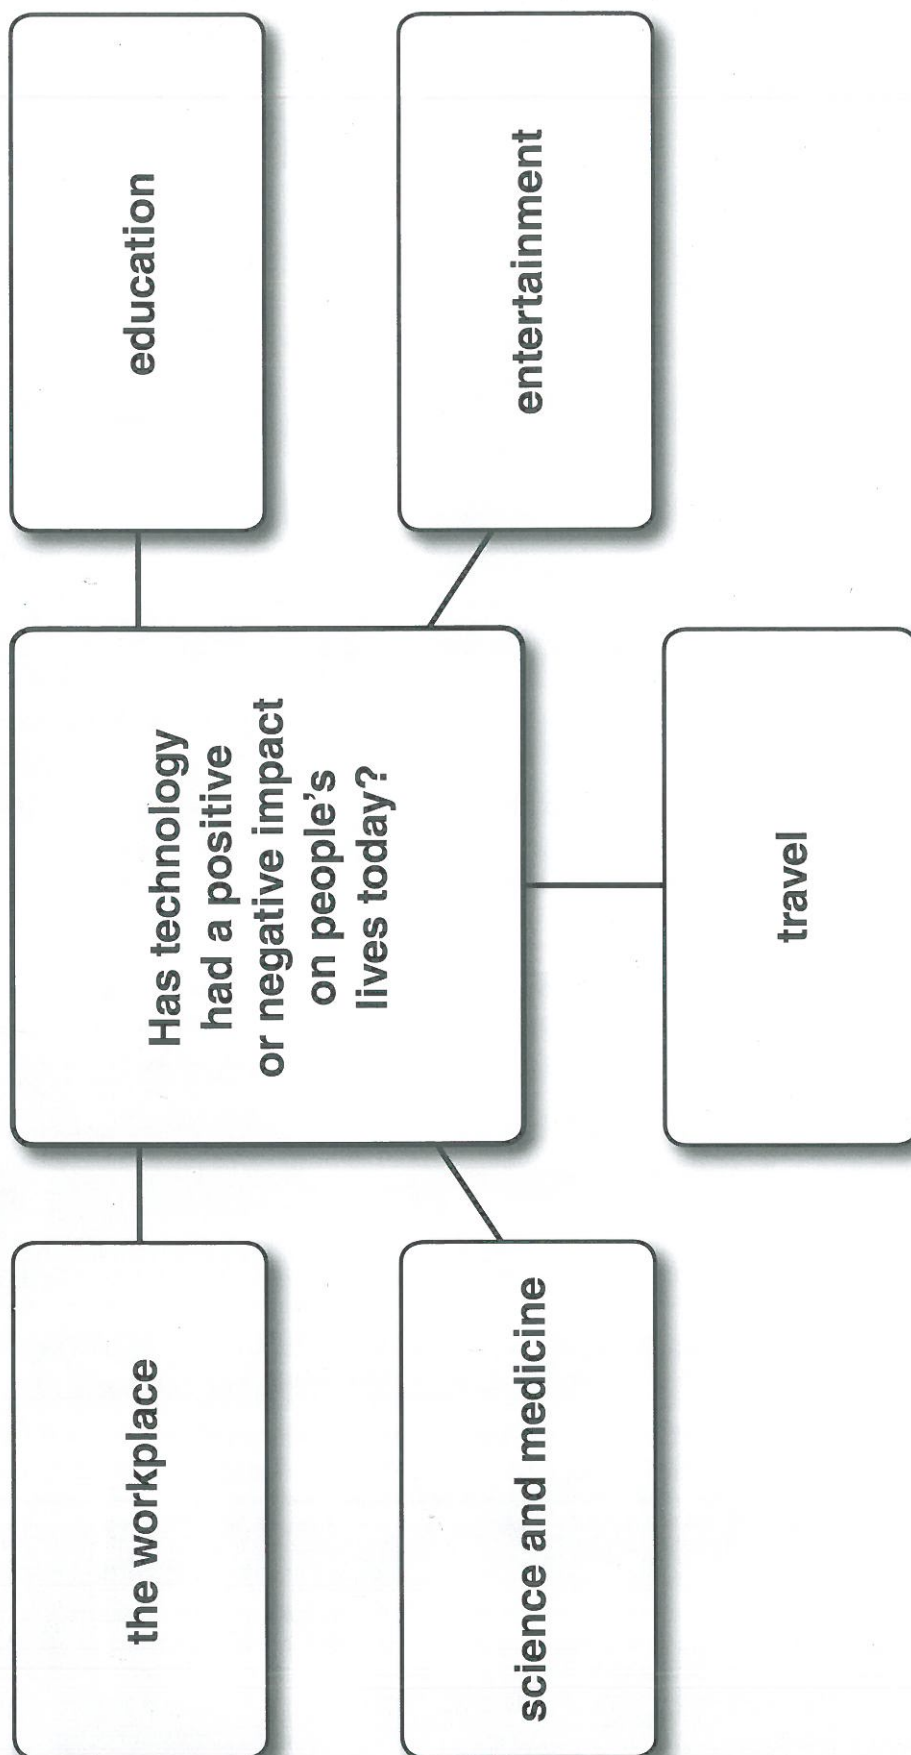 the workplace
Has technology
had a positive
or negative impact
on people's
lives today?
education
science and medicine
travel
entertainment